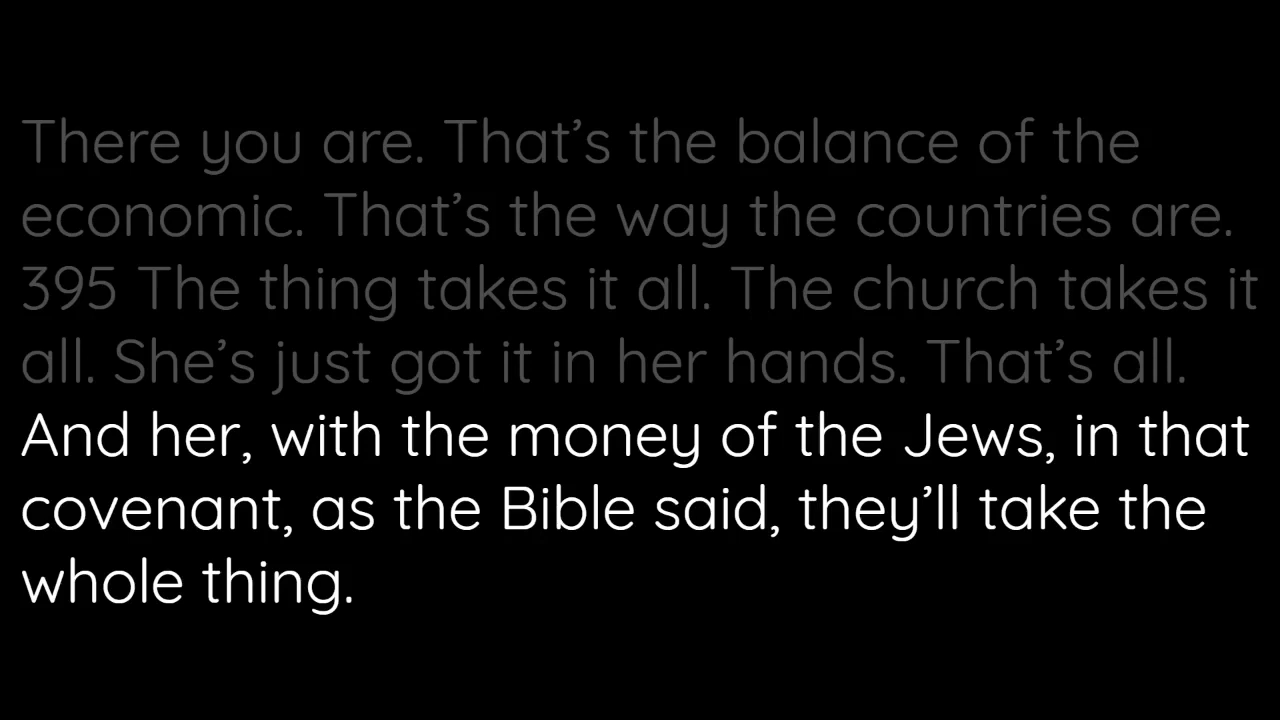 There you are. That’s the balance of the
economic. That’s the way the countries are.
395 The thing takes it all. The church takes it
all. She’s just got it in her hands. That’s all.
And her, with the money of the Jews, in that
covenant, as the Bible said, they’ll take the
whole thing.